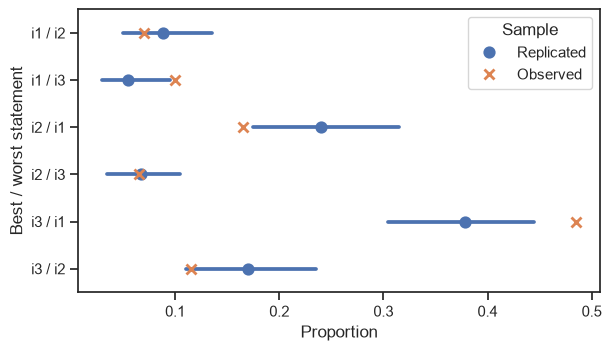 i1 / i2
i1 / i3
i2 / i1
i2 / i3
i3 / i1
i3 / i2
Best / worst statement
Sample
Replicated
Observed
0.1
0.2
0.3
0.4
0.5
Proportion